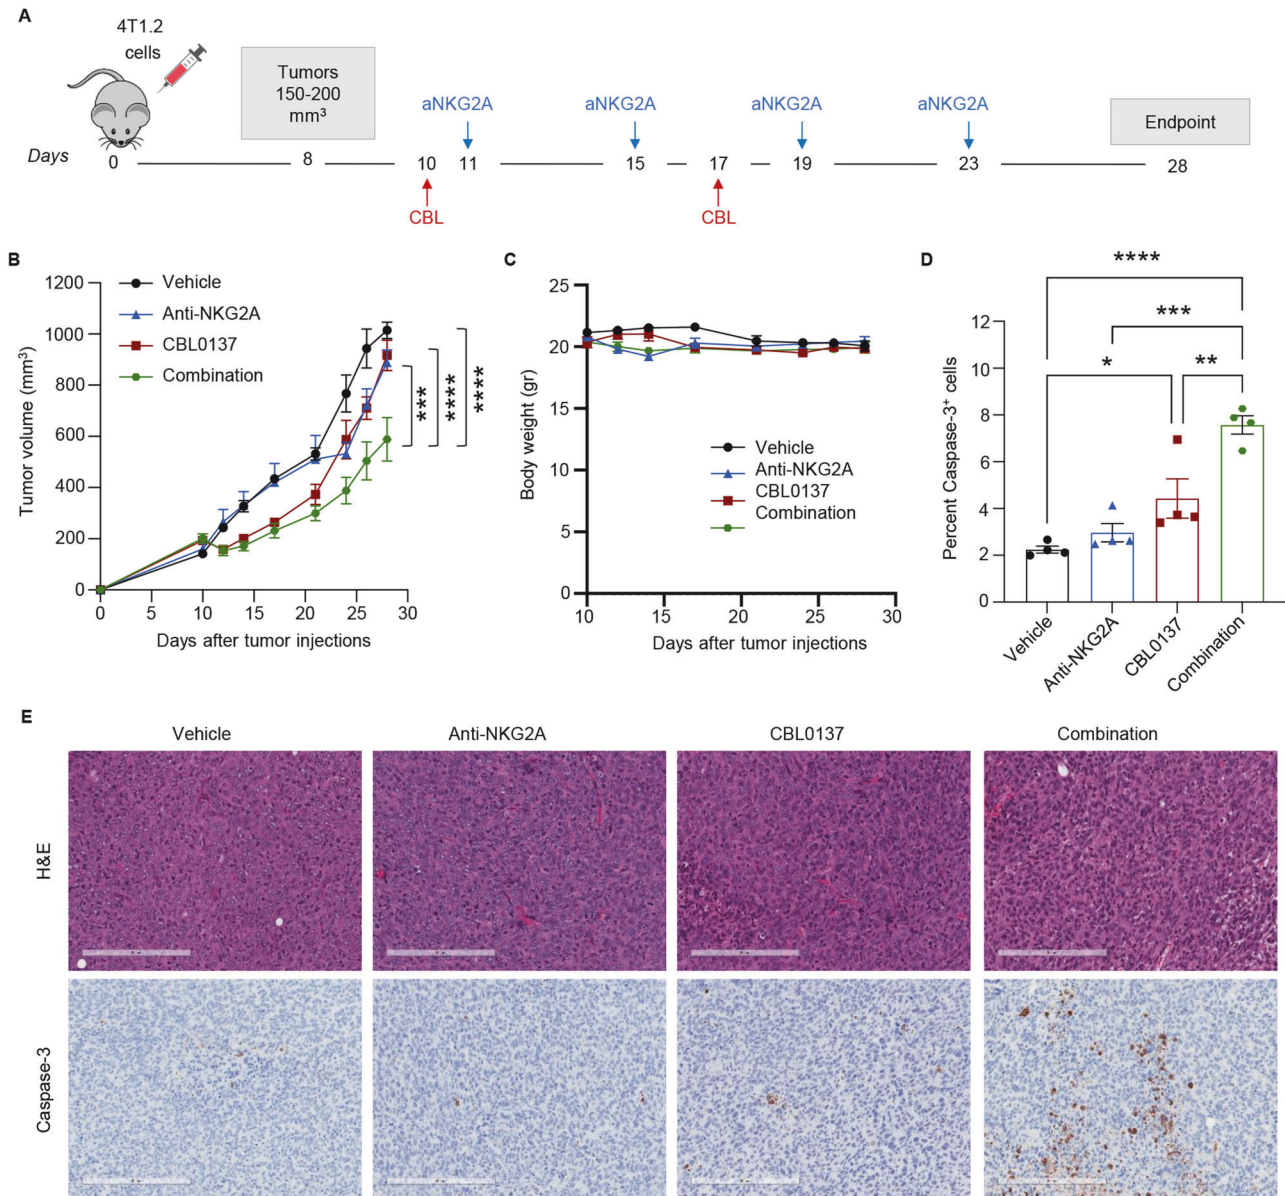 A
4T1.2
cells
Tumors
150-200
mm³
aNKG2A
aNKG2A
aNKG2A
aNKG2A
Endpoint
Days
0
8
10
11
15
17
19
23
28
CBL
CBL
B
Tumor volume (mm³)
1200
1000
800
600
400
200
0
0
5
10
15
20
25
30
Days after tumor injections
Vehicle
Anti-NKG2A
CBL0137
Combination
***
****
****
C
Body weight (gr)
25
20
15
10
5
0
10
15
20
25
30
Days after tumor injections
Vehicle
Anti-NKG2A
CBL0137
Combination
D
Percent Caspase-3⁺ cells
12
10
8
6
4
2
0
****
***
*
**
Vehicle
Anti-NKG2A
CBL0137
Combination
E
Vehicle
Anti-NKG2A
CBL0137
Combination
H&E
Caspase-3